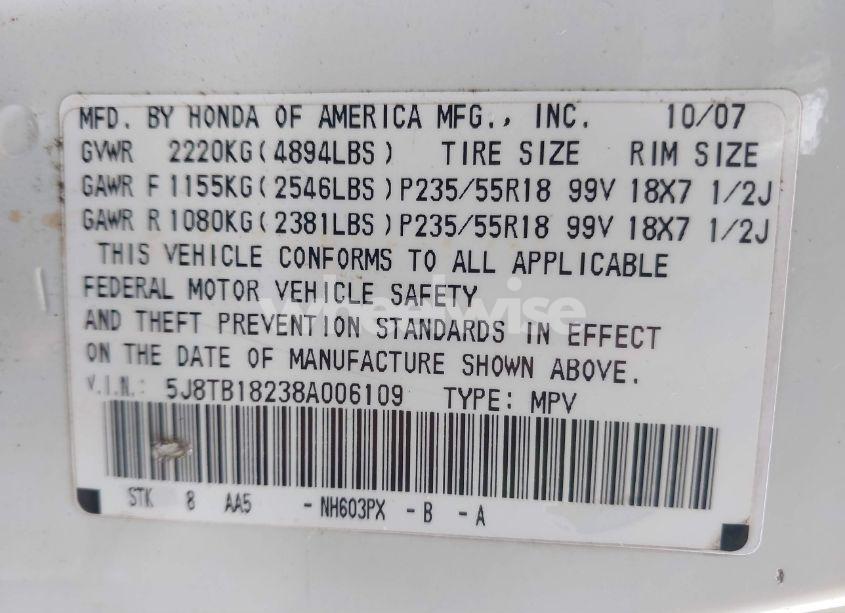 MFD. BY HONDA OF AMERICA MFG., INC. 10/07
GVWR 2220KG(4894LBS) TIRE SIZE RIM SIZE
GAWR F 1155KG(2546LBS) P235/55R18 99V 18X7 1/2J
GAWR R 1080KG(2381LBS) P235/55R18 99V 18X7 1/2J
THIS VEHICLE CONFORMS TO ALL APPLICABLE
FEDERAL MOTOR VEHICLE SAFETY
AND THEFT PREVENTION STANDARDS IN EFFECT
ON THE DATE OF MANUFACTURE SHOWN ABOVE.
V.I.N.: 5J8TB18238A006109 TYPE: MPV
STK 8 AA5 -NH603PX -B -A
wheelwise